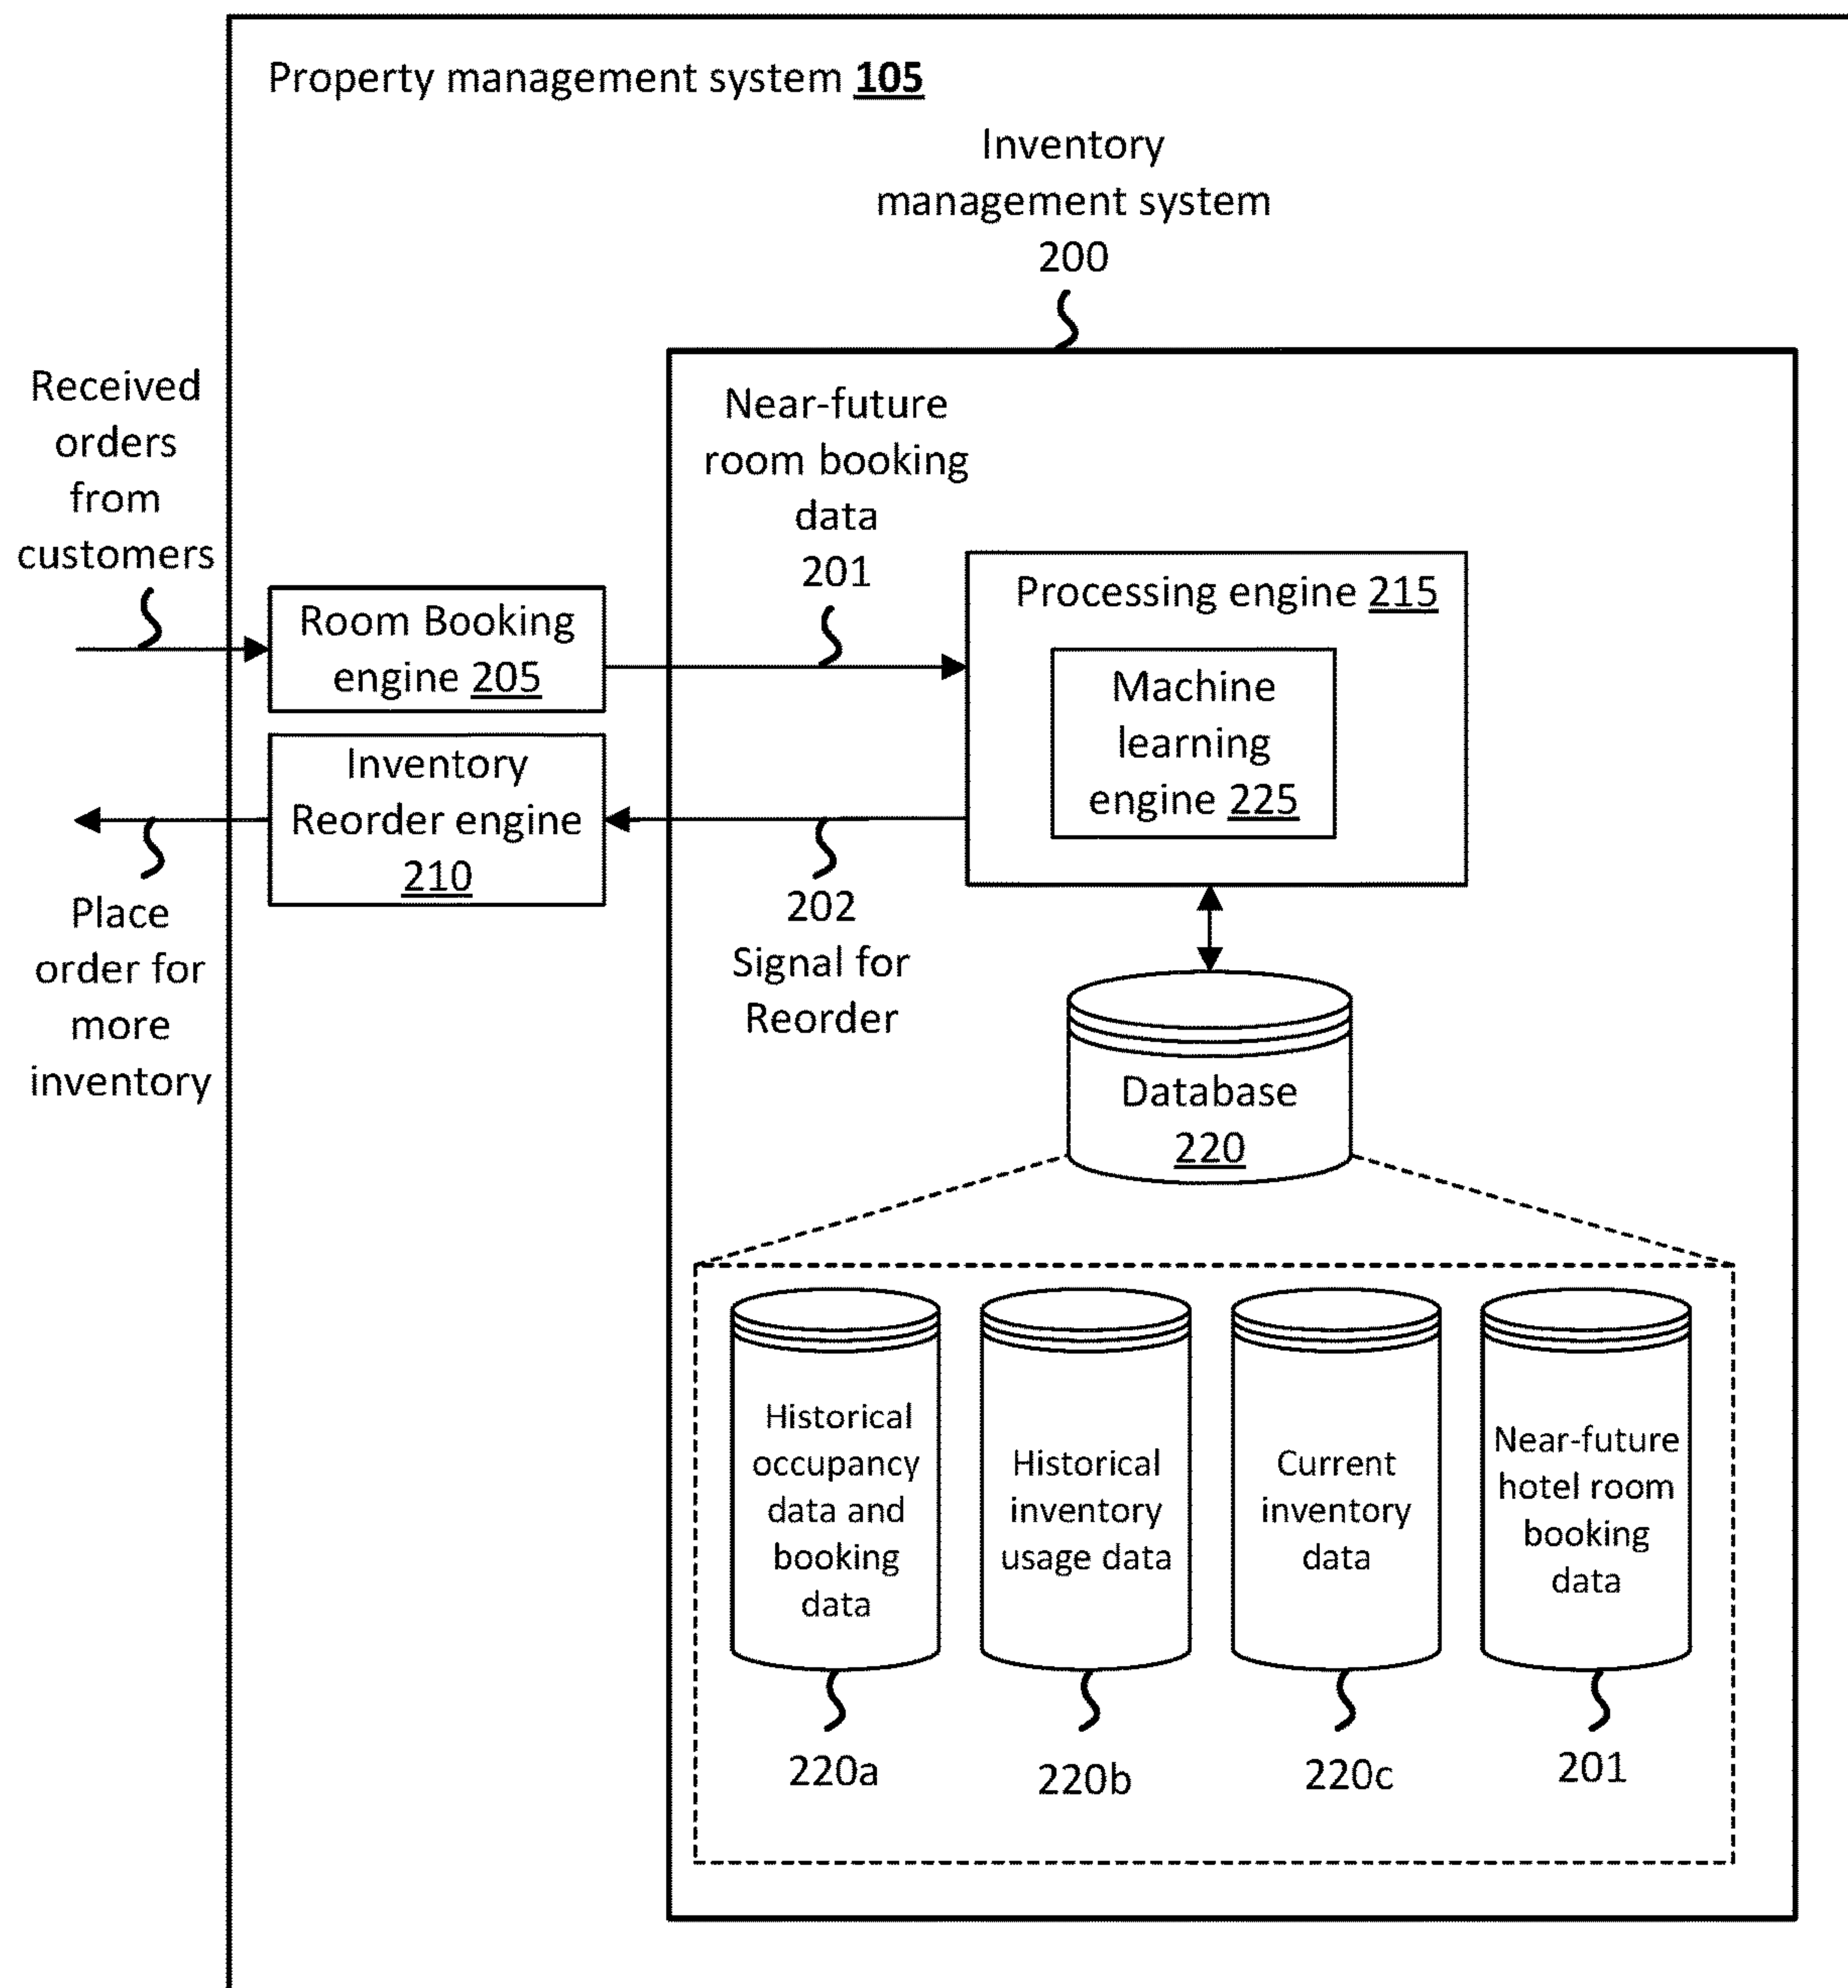 Property management system 105
Inventory
management system
200
Received
orders
from
customers
Near-future
room booking
data
201
Room Booking
engine 205
Processing engine 215
Machine
learning
engine 225
Inventory
Reorder engine
210
Place
order for
more
inventory
202
Signal for
Reorder
Database
220
Historical
occupancy
data and
booking
data
220a
Historical
inventory
usage data
220b
Current
inventory
data
220c
Near-future
hotel room
booking
data
201